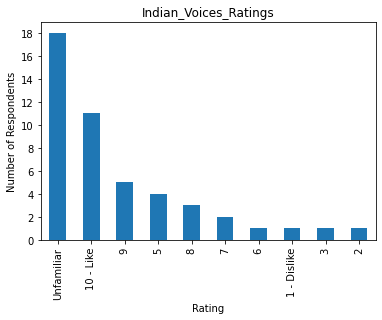 Indian_Voices_Ratings
Number of Respondents
18
16
14
12
10
8
6
4
2
0
Unfamiliar
10 - Like
9
5
8
7
6
1 - Dislike
3
2
Rating